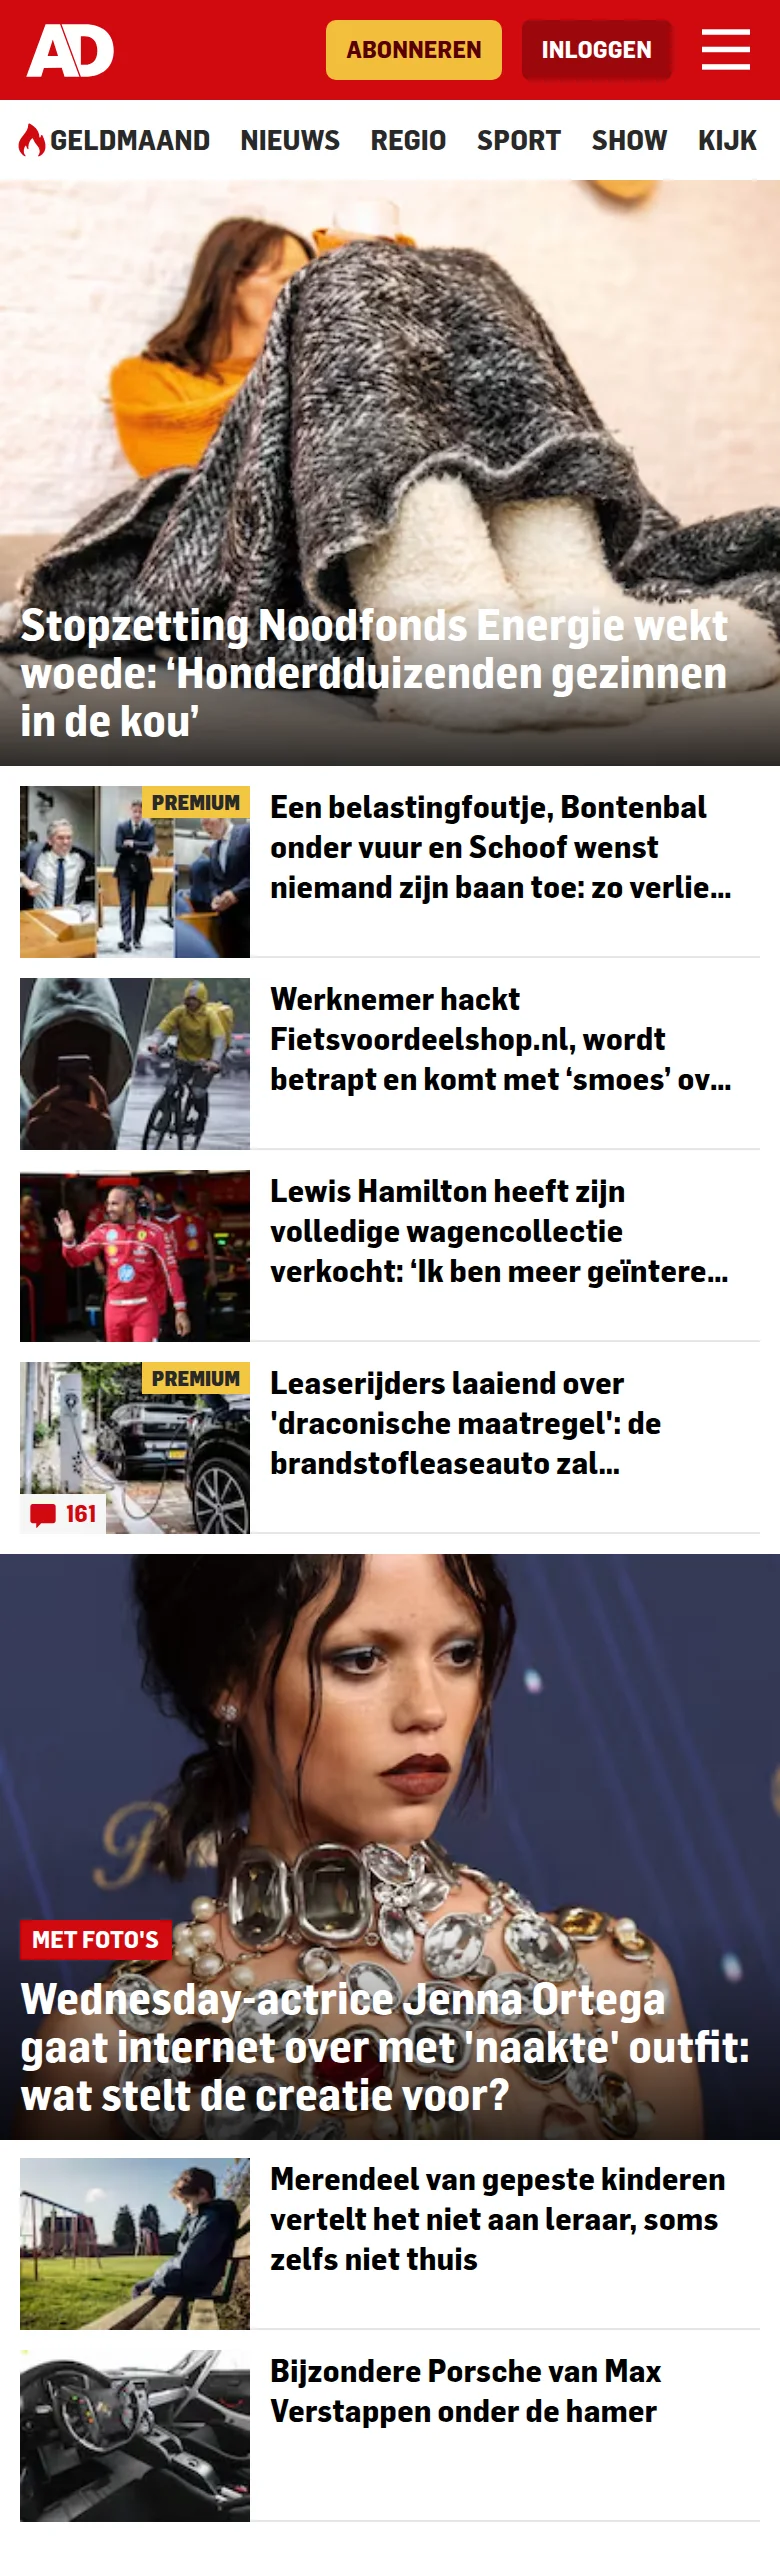 AD
ABONNEREN
INLOGGEN
GELDMAAND NIEUWS REGIO SPORT SHOW KIJK
Stopzetting Noodfonds Energie wekt
woede: ‘Honderdduizenden gezinnen
in de kou’
PREMIUM
Een belastingfoutje, Bontenbal
onder vuur en Schoof wenst
niemand zijn baan toe: zo verlie...
Werknemer hackt
Fietsvoordeelshop.nl, wordt
betrapt en komt met ‘smoes’ ov...
Lewis Hamilton heeft zijn
volledige wagencollectie
verkocht: ‘Ik ben meer geïntere...
PREMIUM
161
Leaserijders laaiend over
'draconische maatregel': de
brandstofleaseauto zal...
MET FOTO'S
Wednesday-actrice Jenna Ortega
gaat internet over met 'naakte' outfit:
wat stelt de creatie voor?
Merendeel van gepeste kinderen
vertelt het niet aan leraar, soms
zelfs niet thuis
Bijzondere Porsche van Max
Verstappen onder de hamer